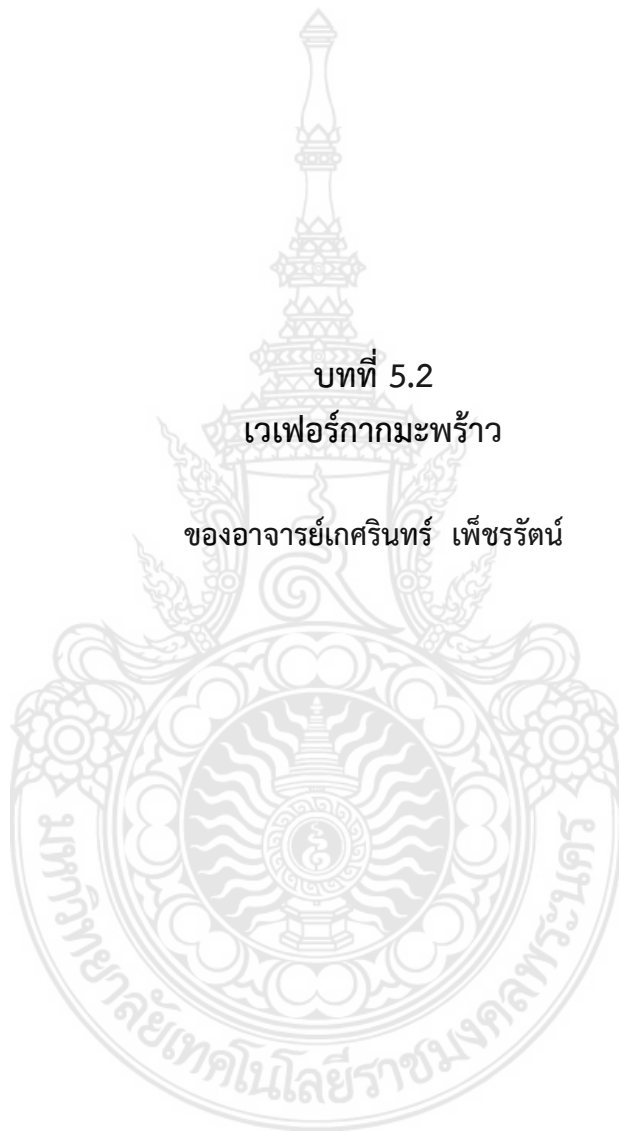 บทที่ 5.2
เวเฟอร์กากมะพร้าว
ของอาจารย์เกศรินทร์ เพ็ชรรัตน์
มหาวิทยาลัยเทคโนโลยีราชมงคลพระนคร